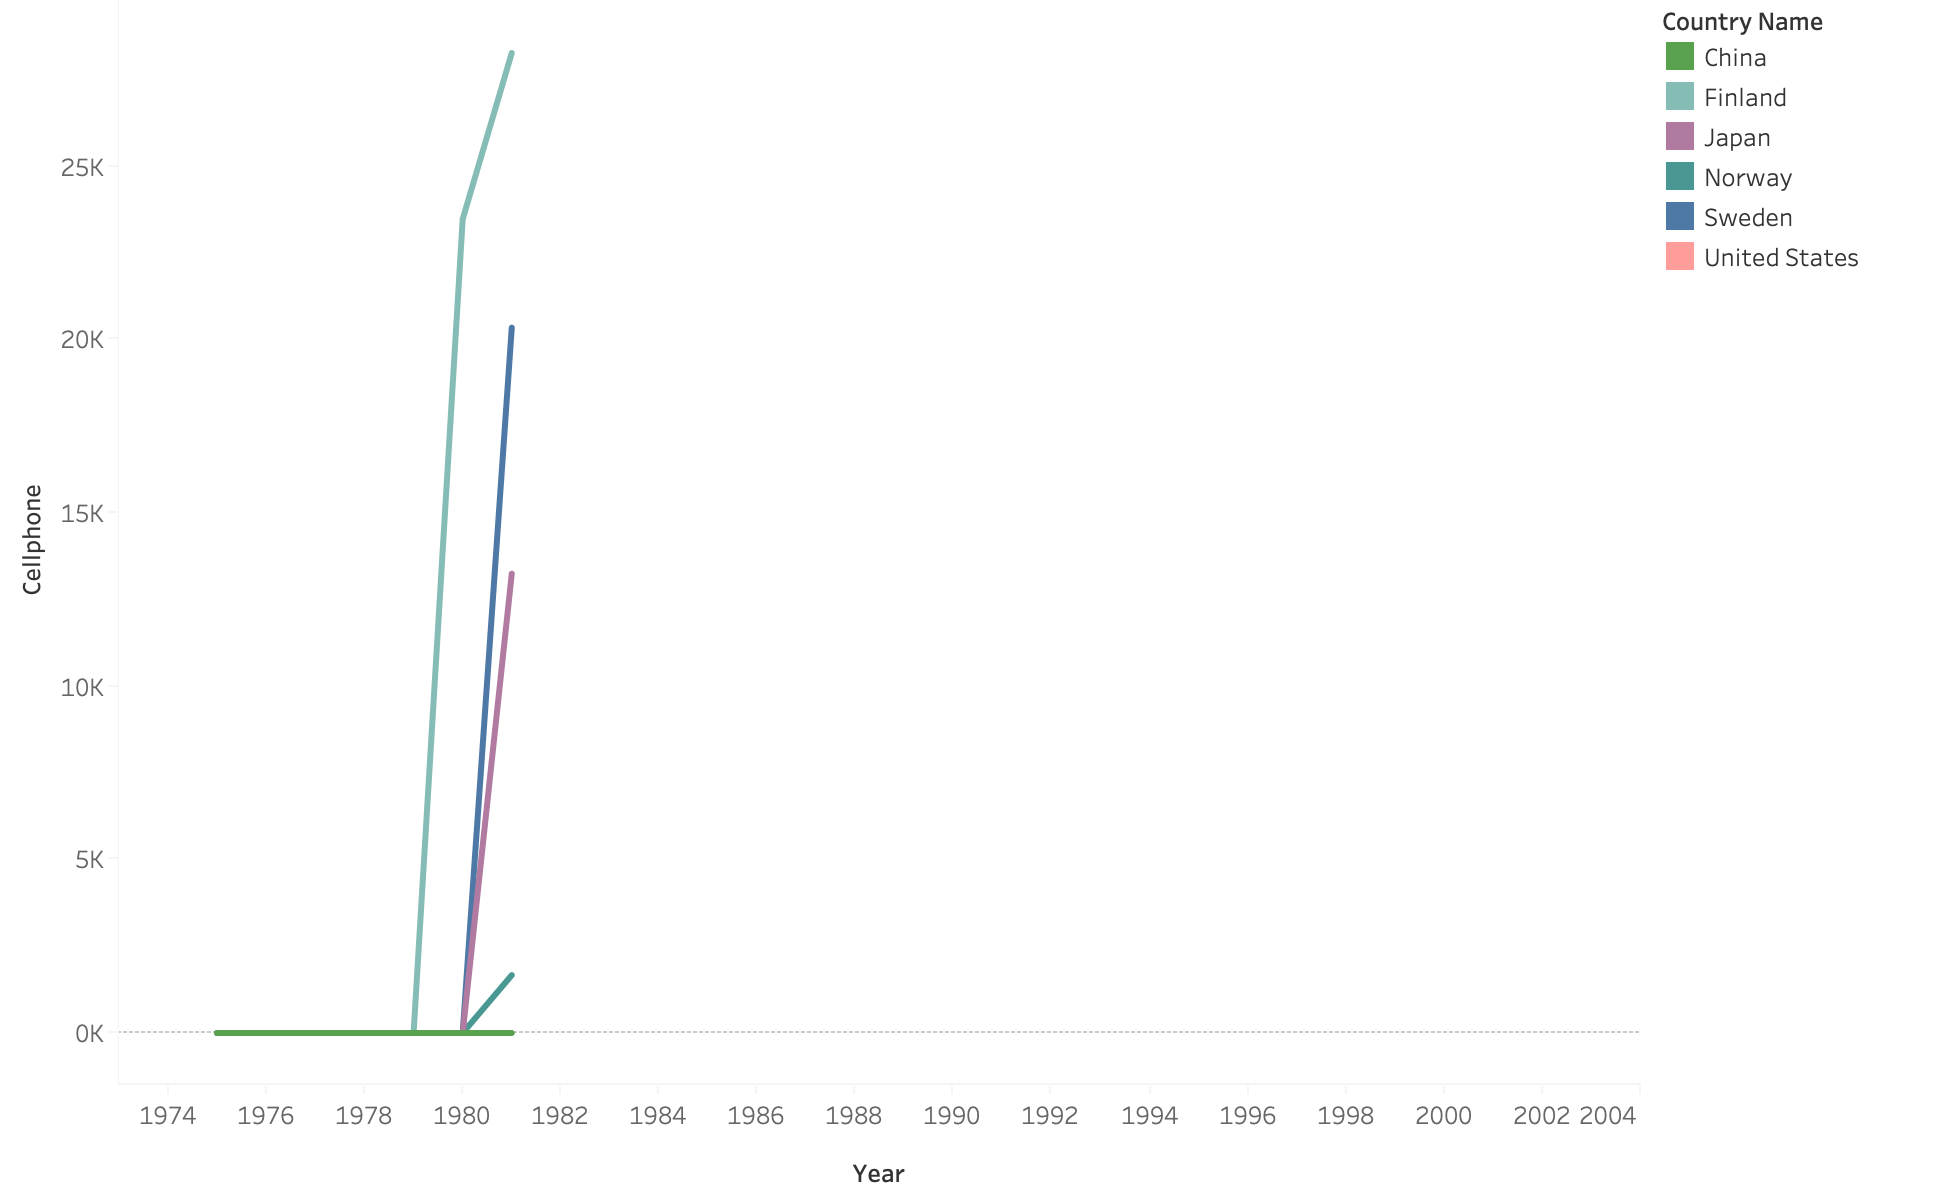 Country Name
China
Finland
Japan
Norway
Sweden
United States
25K
20K
15K
10K
5K
0K
Cellphone
1974 1976 1978 1980 1982 1984 1986 1988 1990 1992 1994 1996 1998 2000 2002 2004
Year